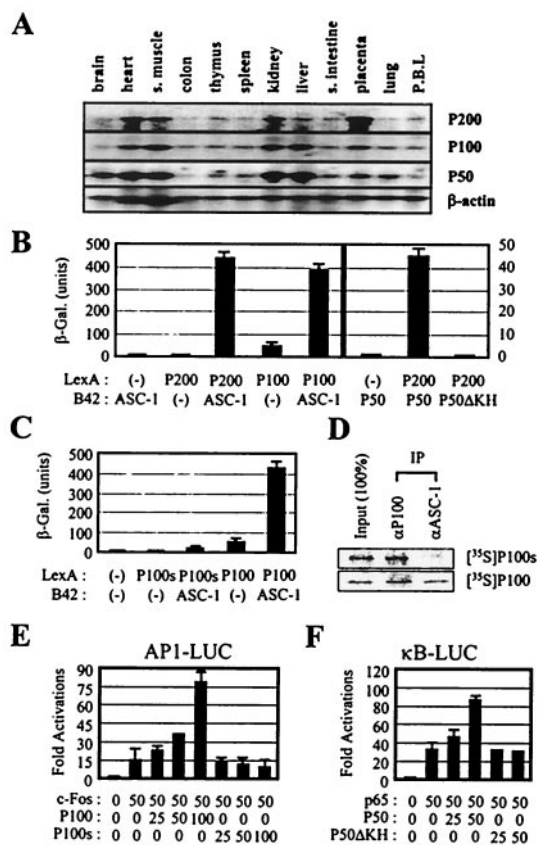 A
brain heart s. muscle colon thymus spleen kidney liver s. intestine placenta lung P.B.L
P200
P100
P50
β-actin
B
β-Gal. (units)
500 400 300 200 100 0
50 40 30 20 10 0
LexA : (-) P200 P200 P100 P100 (-) P200 P200
B42 : ASC-1 (-) ASC-1 (-) ASC-1 P50 P50 P50ΔKH
C
β-Gal. (units)
500 400 300 200 100 0
LexA : (-) P100s P100s P100 P100
B42 : (-) (-) ASC-1 (-) ASC-1
D
IP
Input (100%) αP100 αASC-1
[³⁵S]P100s
[³⁵S]P100
E
AP1-LUC
Fold Activations
90 75 60 45 30 15 0
c-Fos: 0 50 50 50 50 50 50 50
P100: 0 0 25 50 100 0 0 0
P100s: 0 0 0 0 0 25 50 100
F
κB-LUC
Fold Activations
120 100 80 60 40 20 0
p65: 0 50 50 50 50 50
P50: 0 0 25 50 0 0
P50ΔKH: 0 0 0 0 25 50